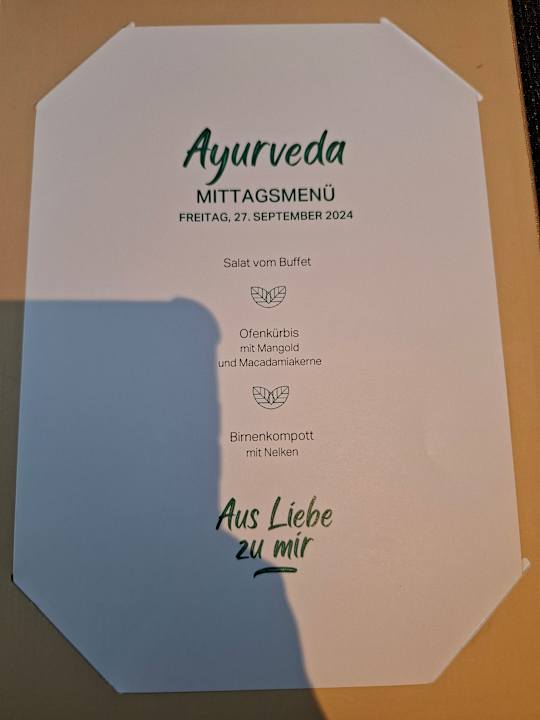 Ayurveda
MITTAGSMENÜ
FREITAG, 27. SEPTEMBER 2024
Salat vom Buffet
Ofenkürbis
mit Mangold
und Macadamiakerne
Birnenkompott
mit Nelken
Aus Liebe
zu mir